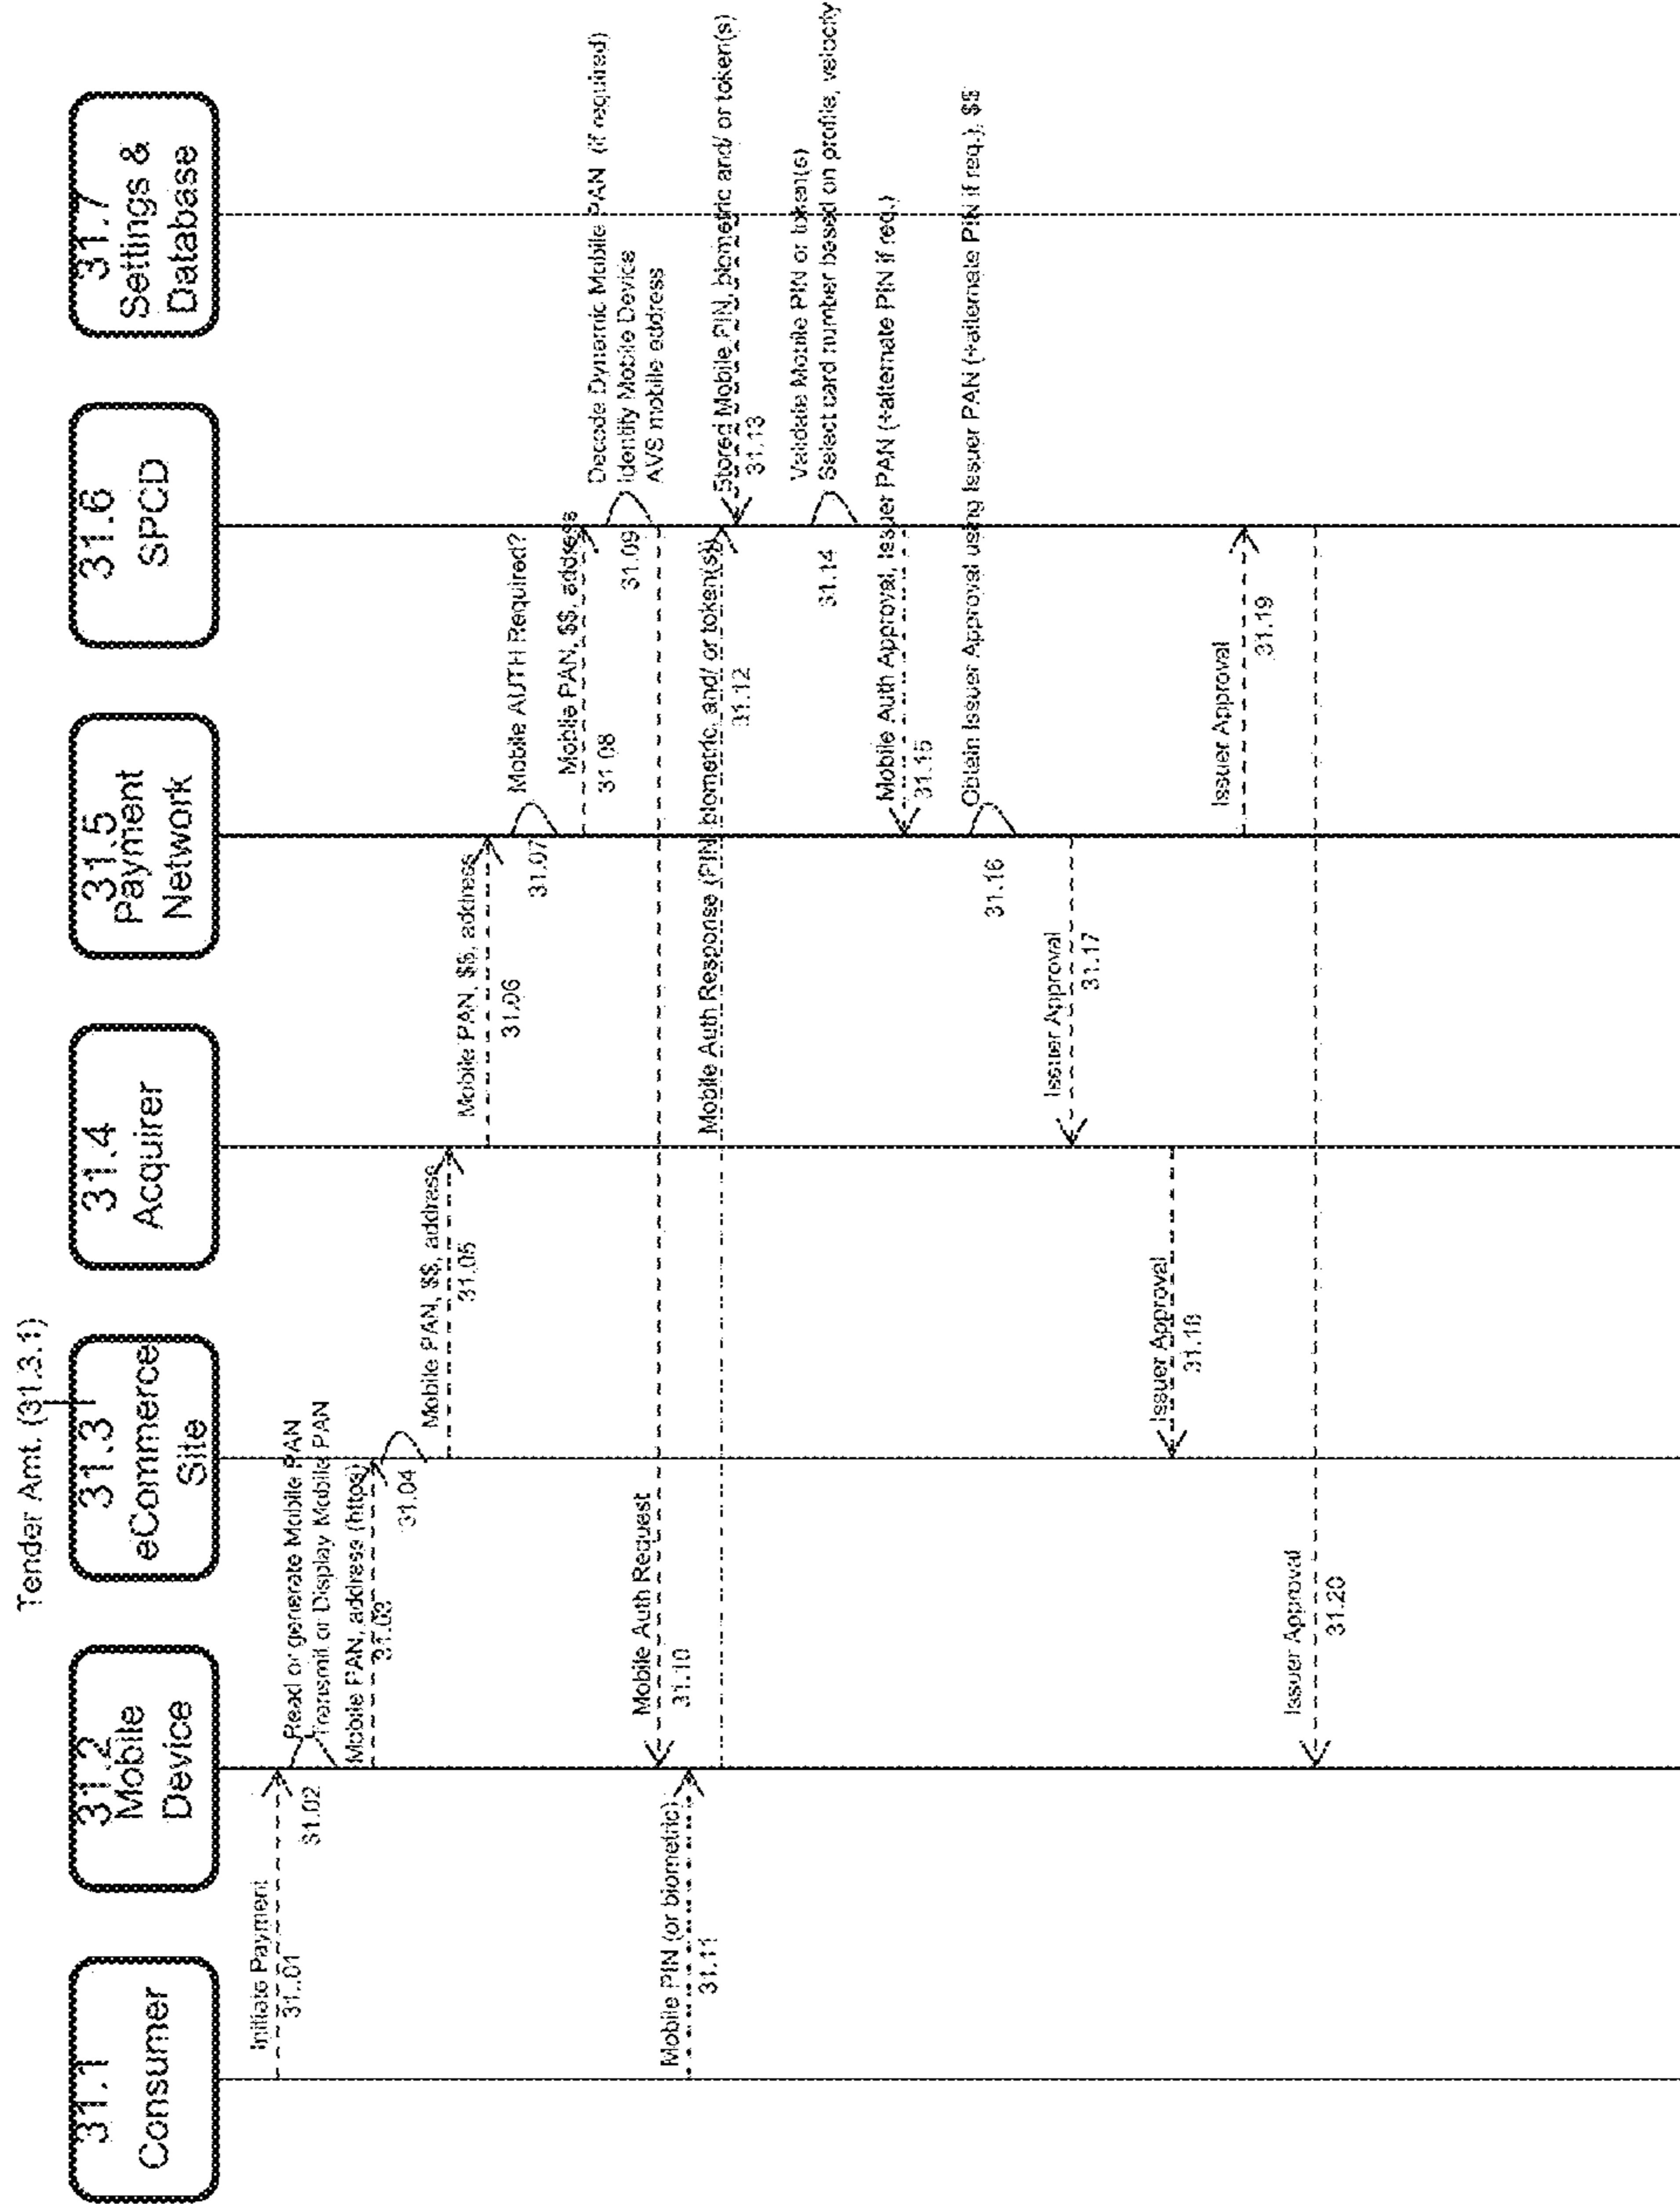 Tender Amt. (31.3.1)
31.1
Consumer
31.2
Mobile
Device
31.3
eCommerce
Site
31.4
Acquirer
31.5
Payment
Network
31.6
SPCD
31.7
Settings &
Database
Initiate Payment
31.01
Read or generate Mobile PAN
Transmit or Display Mobile PAN
31.02
Mobile PAN, address (https)
31.03
31.04
Mobile PAN, $$, address
31.05
Mobile PAN, $$, address
31.06
Mobile AUTH Required?
31.07
Mobile PAN, $$, address
31.08
Decode Dynamic Mobile PAN (if required)
Identify Mobile Device
AVS mobile address
31.09
Mobile Auth Request
31.10
Mobile PIN (or biometric)
31.11
Mobile Auth Response (PIN, biometric, and/ or token(s))
31.12
Stored Mobile PIN, biometric and/ or token(s)
31.13
Validate Mobile PIN or token(s)
Select card number based on profile, velocity
31.14
Mobile Auth Approval, Issuer PAN (+alternate PIN if req.)
31.15
Obtain Issuer Approval using Issuer PAN (+alternate PIN if req.), $$
31.16
Issuer Approval
31.17
Issuer Approval
31.18
Issuer Approval
31.19
Issuer Approval
31.20